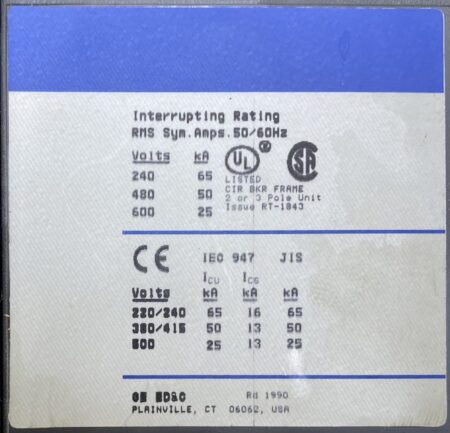 Interrupting Rating
RMS Sym.Amps.50/60Hz
Volts kA
240 65
480 50
600 25
UL ®
SA
LISTED
CIR BKR FRAME
2 or 3 Pole Unit
Issue RT-1843
CE IEC 947 JIS
Icu Ics
Volts kA kA kA
220/240 65 16 65
380/415 50 13 50
500 25 13 25
GE ED&C Rd 1990
PLAINVILLE, CT 06062, USA